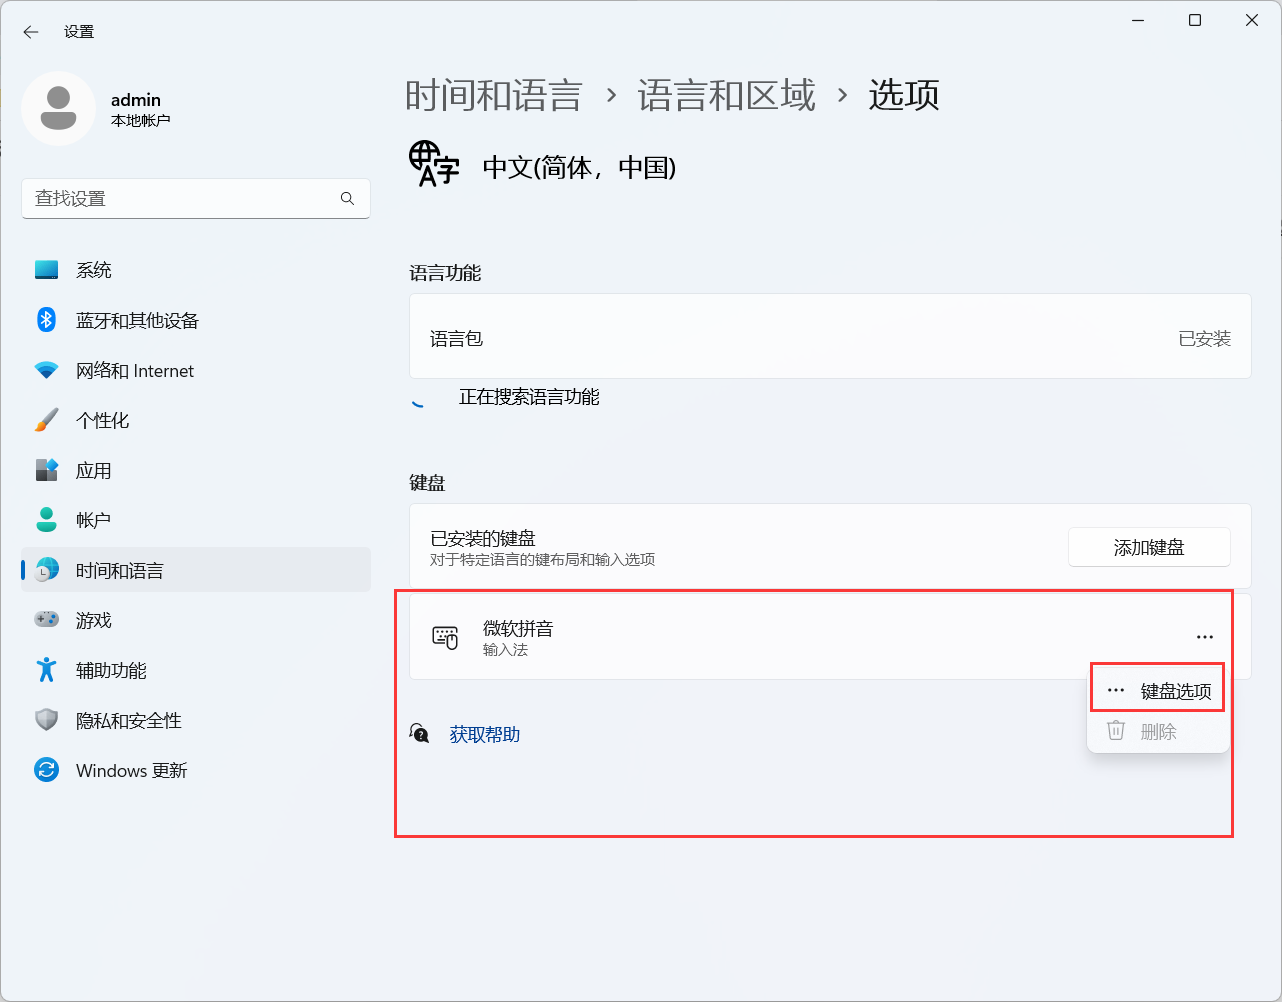 设置
admin
本地帐户
查找设置
系统
蓝牙和其他设备
网络和 Internet
个性化
应用
帐户
时间和语言
游戏
辅助功能
隐私和安全性
Windows 更新
时间和语言 › 语言和区域 › 选项
中文(简体，中国)
语言功能
语言包 已安装
正在搜索语言功能
键盘
已安装的键盘
对于特定语言的键布局和输入选项
添加键盘
微软拼音
输入法
键盘选项
删除
获取帮助